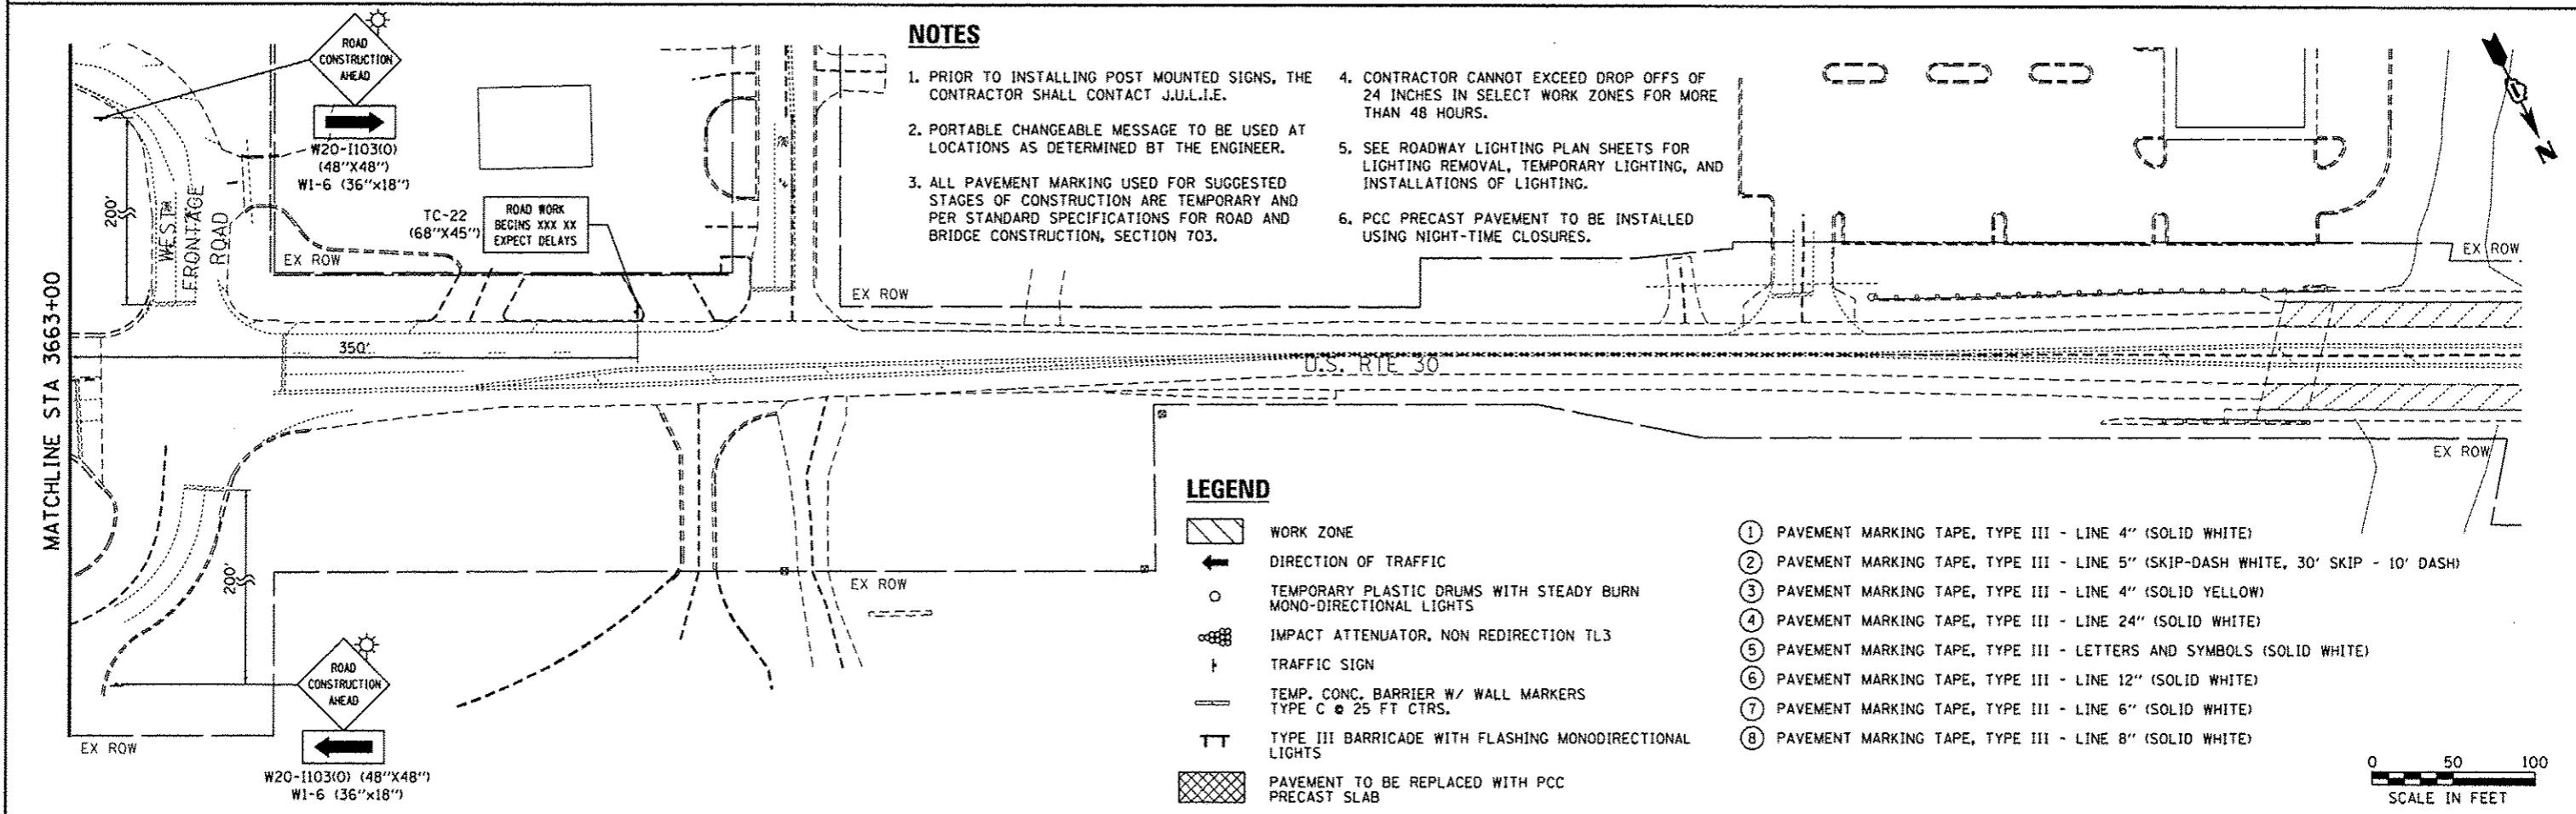 ROAD
CONSTRUCTION
AHEAD
W20-I103(O)
(48"X48")
W1-6 (36"x18")
200'
WEST
FRONTAGE
ROAD
EX ROW
TC-22
(68"X45")
ROAD WORK
BEGINS XXX XX
EXPECT DELAYS
350'
MATCHLINE STA 3663+00
NOTES
1. PRIOR TO INSTALLING POST MOUNTED SIGNS, THE
CONTRACTOR SHALL CONTACT J.U.L.I.E.
2. PORTABLE CHANGEABLE MESSAGE TO BE USED AT
LOCATIONS AS DETERMINED BT THE ENGINEER.
3. ALL PAVEMENT MARKING USED FOR SUGGESTED
STAGES OF CONSTRUCTION ARE TEMPORARY AND
PER STANDARD SPECIFICATIONS FOR ROAD AND
BRIDGE CONSTRUCTION, SECTION 703.
4. CONTRACTOR CANNOT EXCEED DROP OFFS OF
24 INCHES IN SELECT WORK ZONES FOR MORE
THAN 48 HOURS.
5. SEE ROADWAY LIGHTING PLAN SHEETS FOR
LIGHTING REMOVAL, TEMPORARY LIGHTING, AND
INSTALLATIONS OF LIGHTING.
6. PCC PRECAST PAVEMENT TO BE INSTALLED
USING NIGHT-TIME CLOSURES.
N
EX ROW
EX ROW
U.S. RTE 30
EX ROW
EX ROW
200'
ROAD
CONSTRUCTION
AHEAD
EX ROW
W20-I103(O) (48"X48")
W1-6 (36"x18")
LEGEND
WORK ZONE
DIRECTION OF TRAFFIC
TEMPORARY PLASTIC DRUMS WITH STEADY BURN
MONO-DIRECTIONAL LIGHTS
IMPACT ATTENUATOR, NON REDIRECTION TL3
TRAFFIC SIGN
TEMP. CONC. BARRIER W/ WALL MARKERS
TYPE C @ 25 FT CTRS.
TYPE III BARRICADE WITH FLASHING MONODIRECTIONAL
LIGHTS
PAVEMENT TO BE REPLACED WITH PCC
PRECAST SLAB
1 PAVEMENT MARKING TAPE, TYPE III - LINE 4" (SOLID WHITE)
2 PAVEMENT MARKING TAPE, TYPE III - LINE 5" (SKIP-DASH WHITE, 30' SKIP - 10' DASH)
3 PAVEMENT MARKING TAPE, TYPE III - LINE 4" (SOLID YELLOW)
4 PAVEMENT MARKING TAPE, TYPE III - LINE 24" (SOLID WHITE)
5 PAVEMENT MARKING TAPE, TYPE III - LETTERS AND SYMBOLS (SOLID WHITE)
6 PAVEMENT MARKING TAPE, TYPE III - LINE 12" (SOLID WHITE)
7 PAVEMENT MARKING TAPE, TYPE III - LINE 6" (SOLID WHITE)
8 PAVEMENT MARKING TAPE, TYPE III - LINE 8" (SOLID WHITE)
0 50 100
SCALE IN FEET